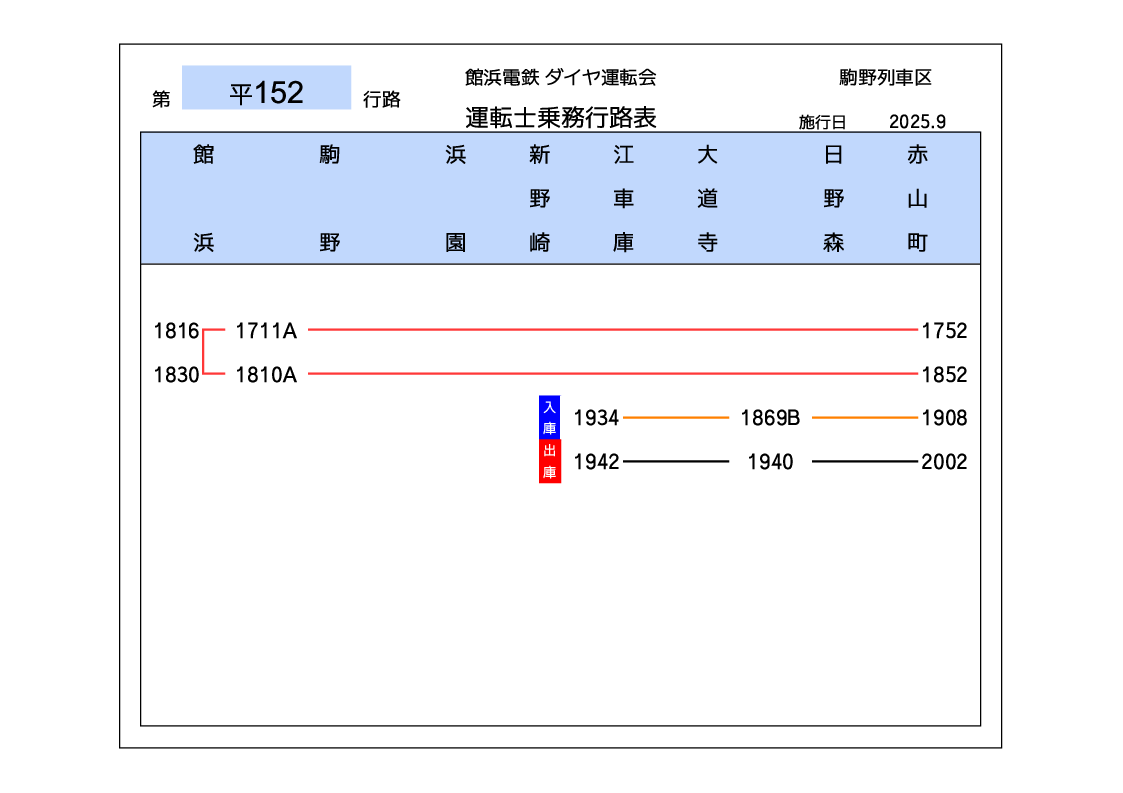 館浜電鉄 ダイヤ運転会
駒野列車区
第 平152 行路
運転士乗務行路表
施行日 2025.9
館浜 駒野 浜園 新野崎 江車庫 大道寺 日野森 赤山町
1816 1711A 1752
1830 1810A 1852
入庫 1934 1869B 1908
出庫 1942 1940 2002